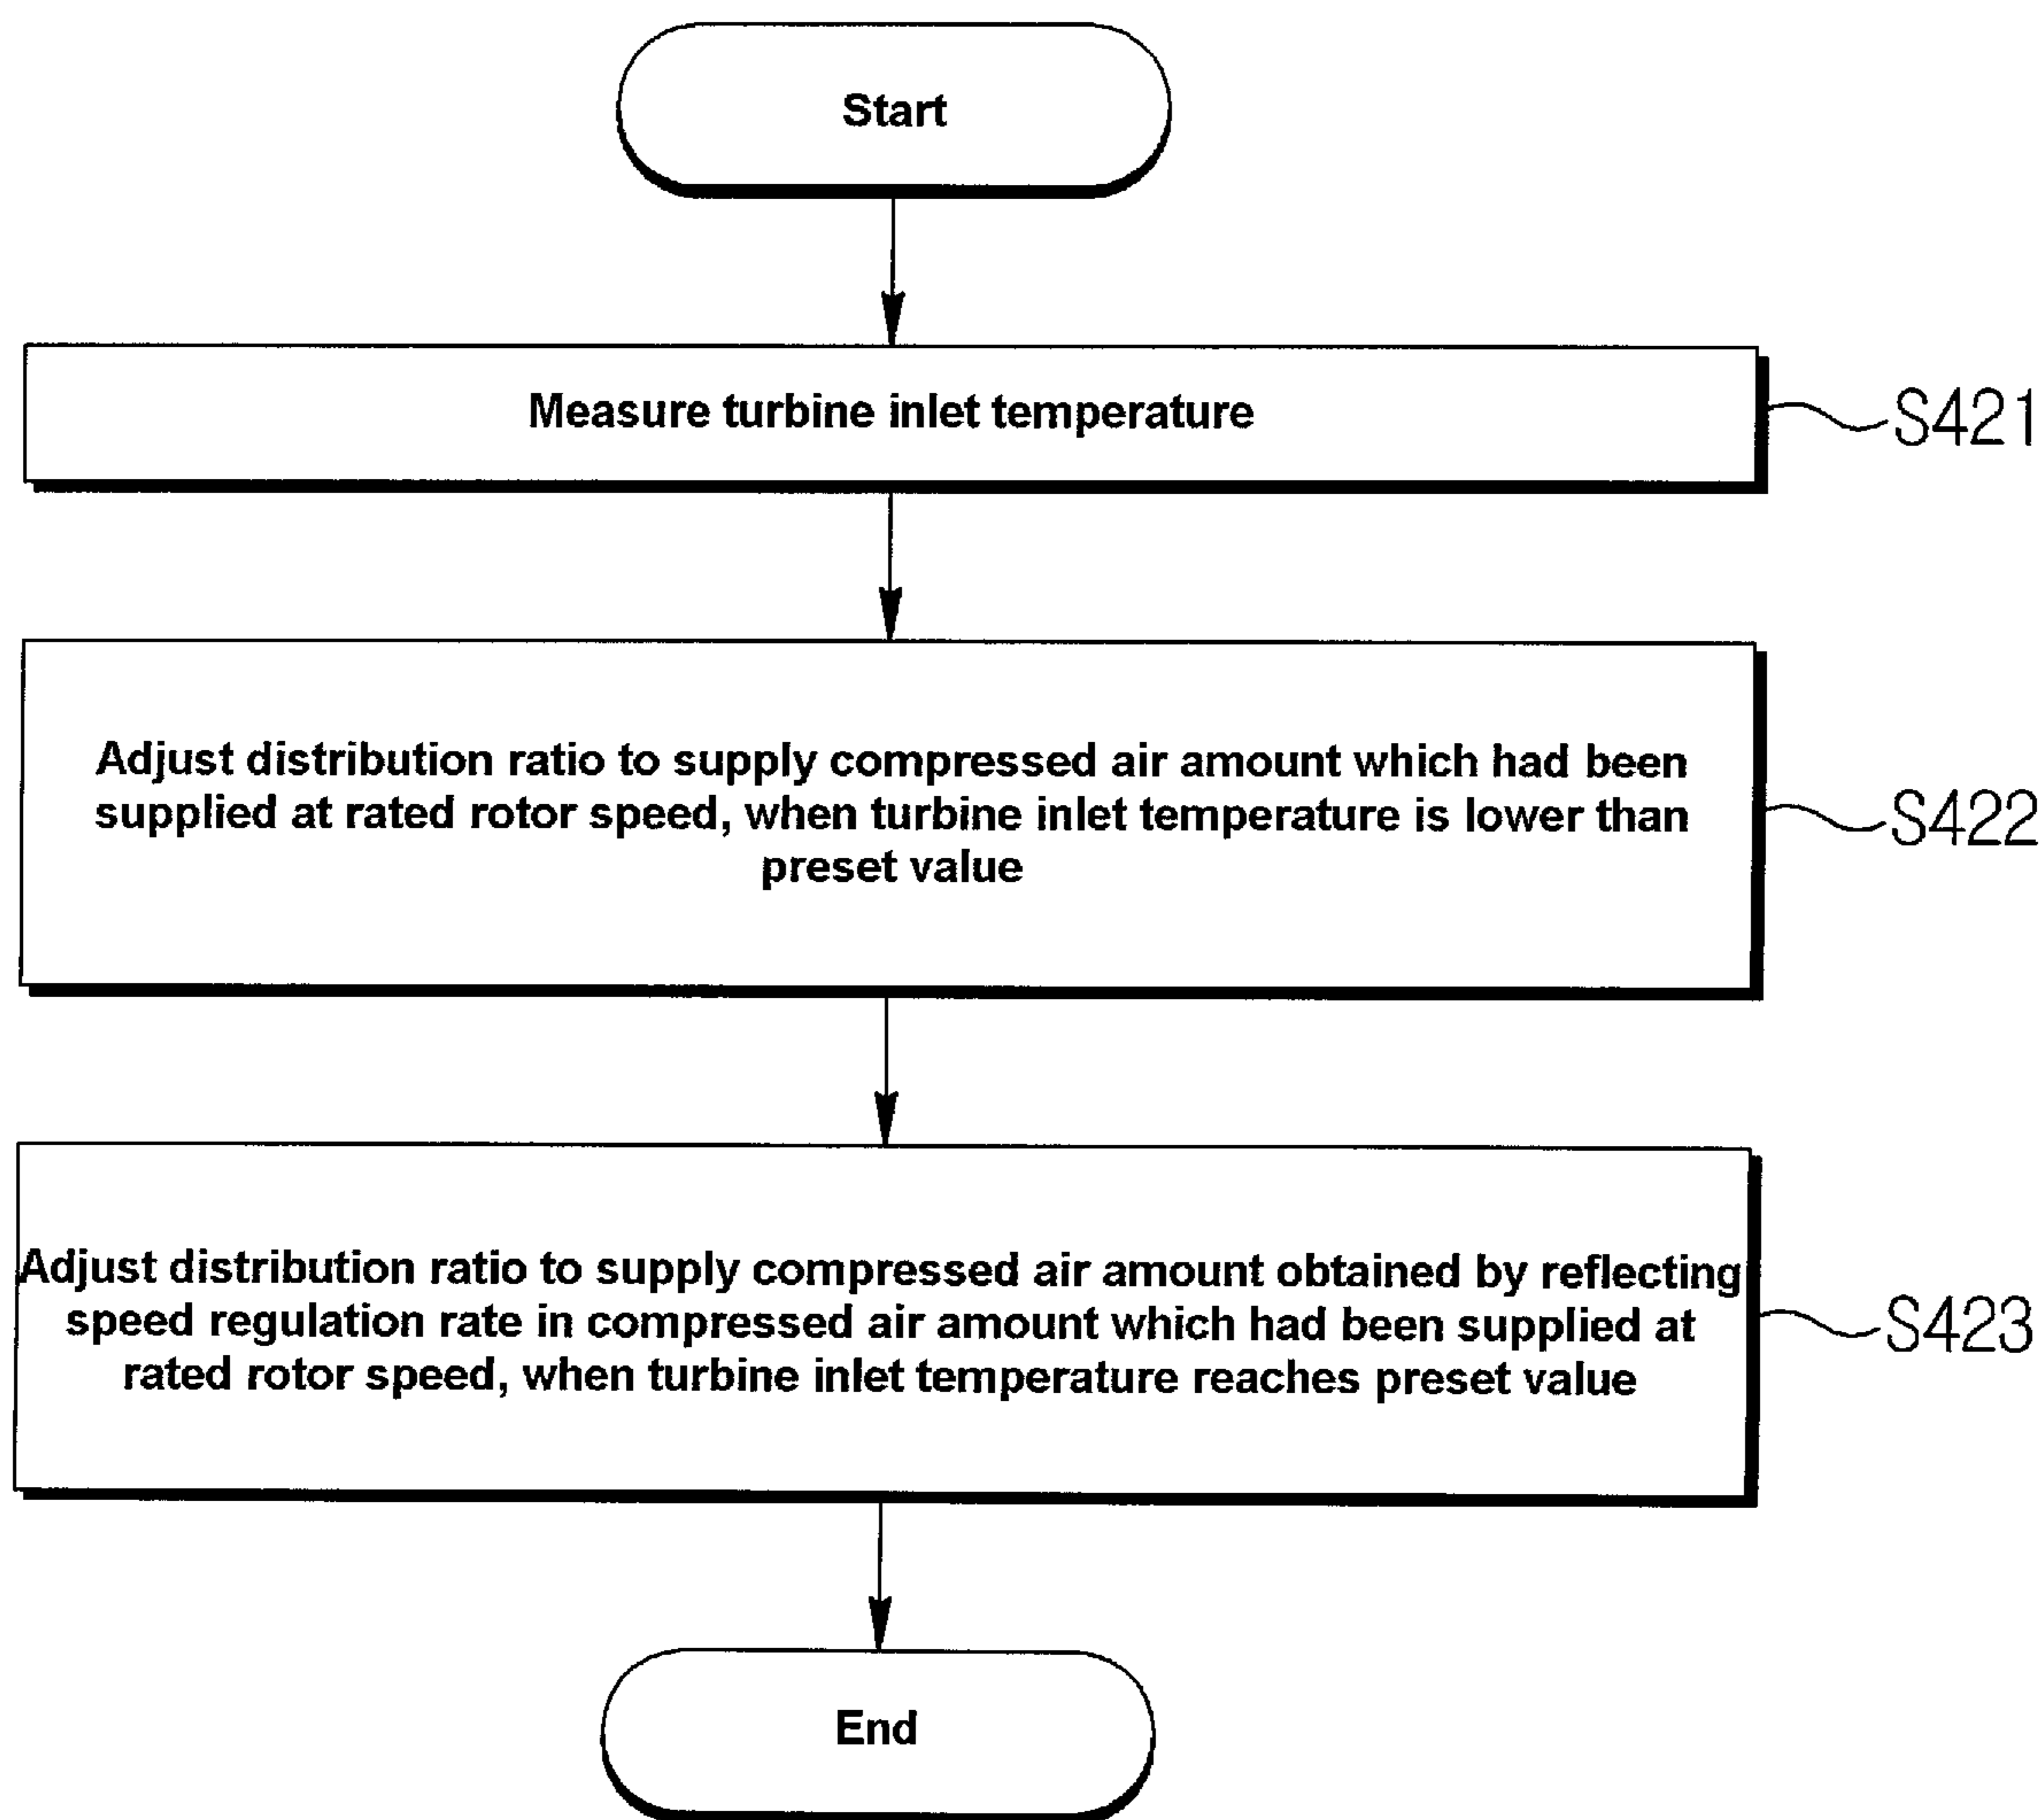 Start
Measure turbine inlet temperature
S421
Adjust distribution ratio to supply compressed air amount which had been
supplied at rated rotor speed, when turbine inlet temperature is lower than
preset value
S422
Adjust distribution ratio to supply compressed air amount obtained by reflecting
speed regulation rate in compressed air amount which had been supplied at
rated rotor speed, when turbine inlet temperature reaches preset value
S423
End